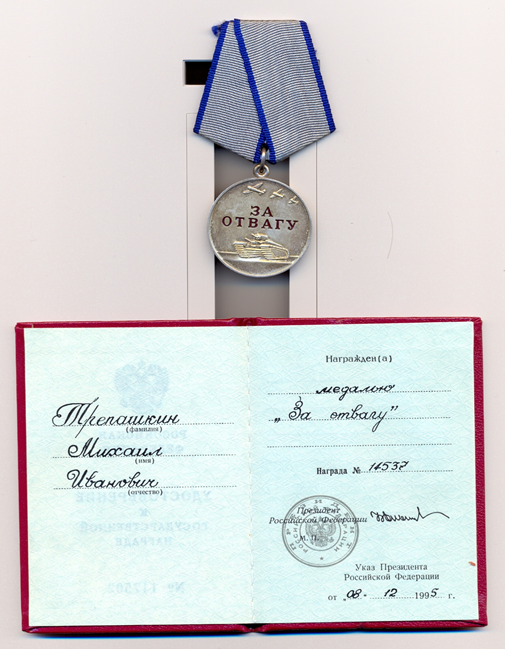 ЗА
ОТВАГУ
Трепашкин
(фамилия)
Михаил
(имя)
Иванович
(отчество)
Награжден(а)
медалью
„За отвагу"
Награда № 14537
Президент
Российской Федерации
М. П.
Указ Президента
Российской Федерации
от „08" 12 1995 г.